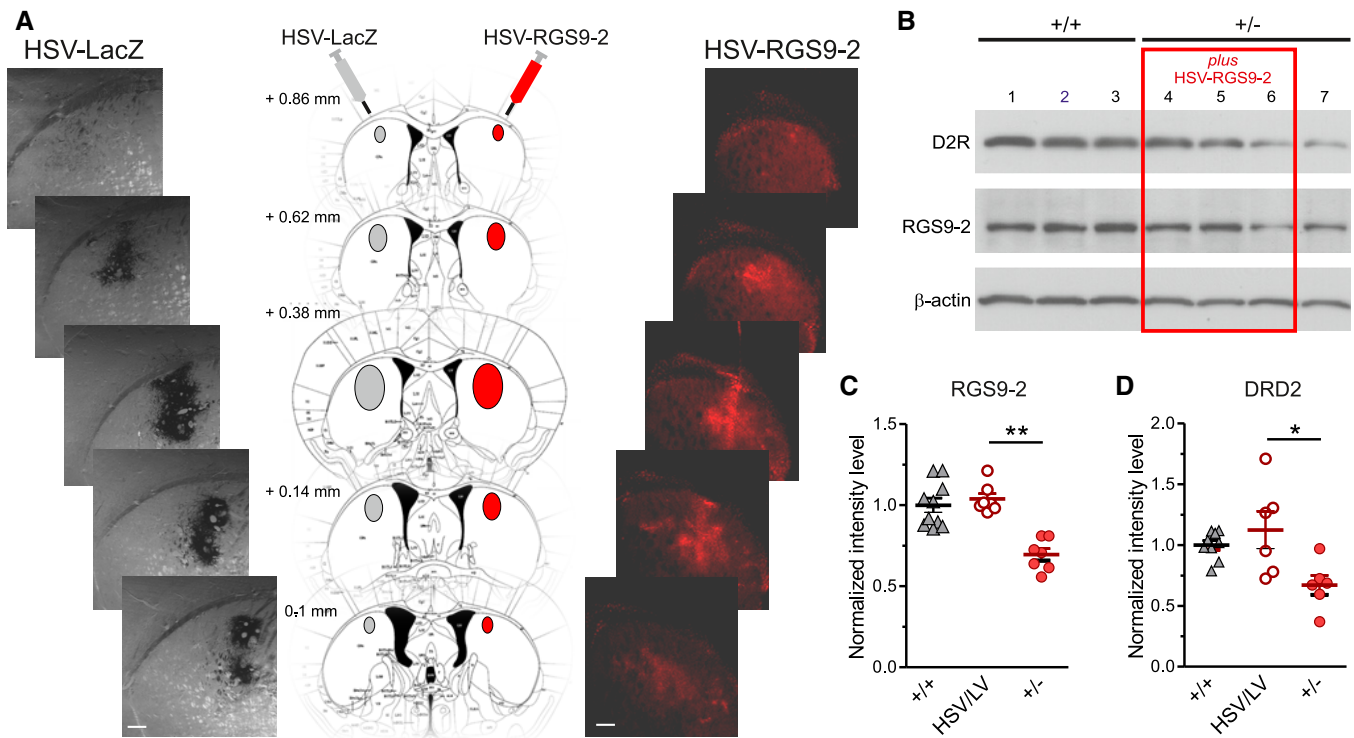 A
HSV-LacZ
HSV-LacZ
HSV-RGS9-2
HSV-RGS9-2
+ 0.86 mm
+ 0.62 mm
+ 0.38 mm
+ 0.14 mm
0-1 mm
B
+/+
+/-
plus
HSV-RGS9-2
1 2 3 4 5 6 7
D2R
RGS9-2
β-actin
C
RGS9-2
Normalized intensity level
1.5
1.0
0.5
0.0
**
+/+
HSV/LV
+/-
D
DRD2
Normalized intensity level
2.0
1.5
1.0
0.5
0.0
*
+/+
HSV/LV
+/-